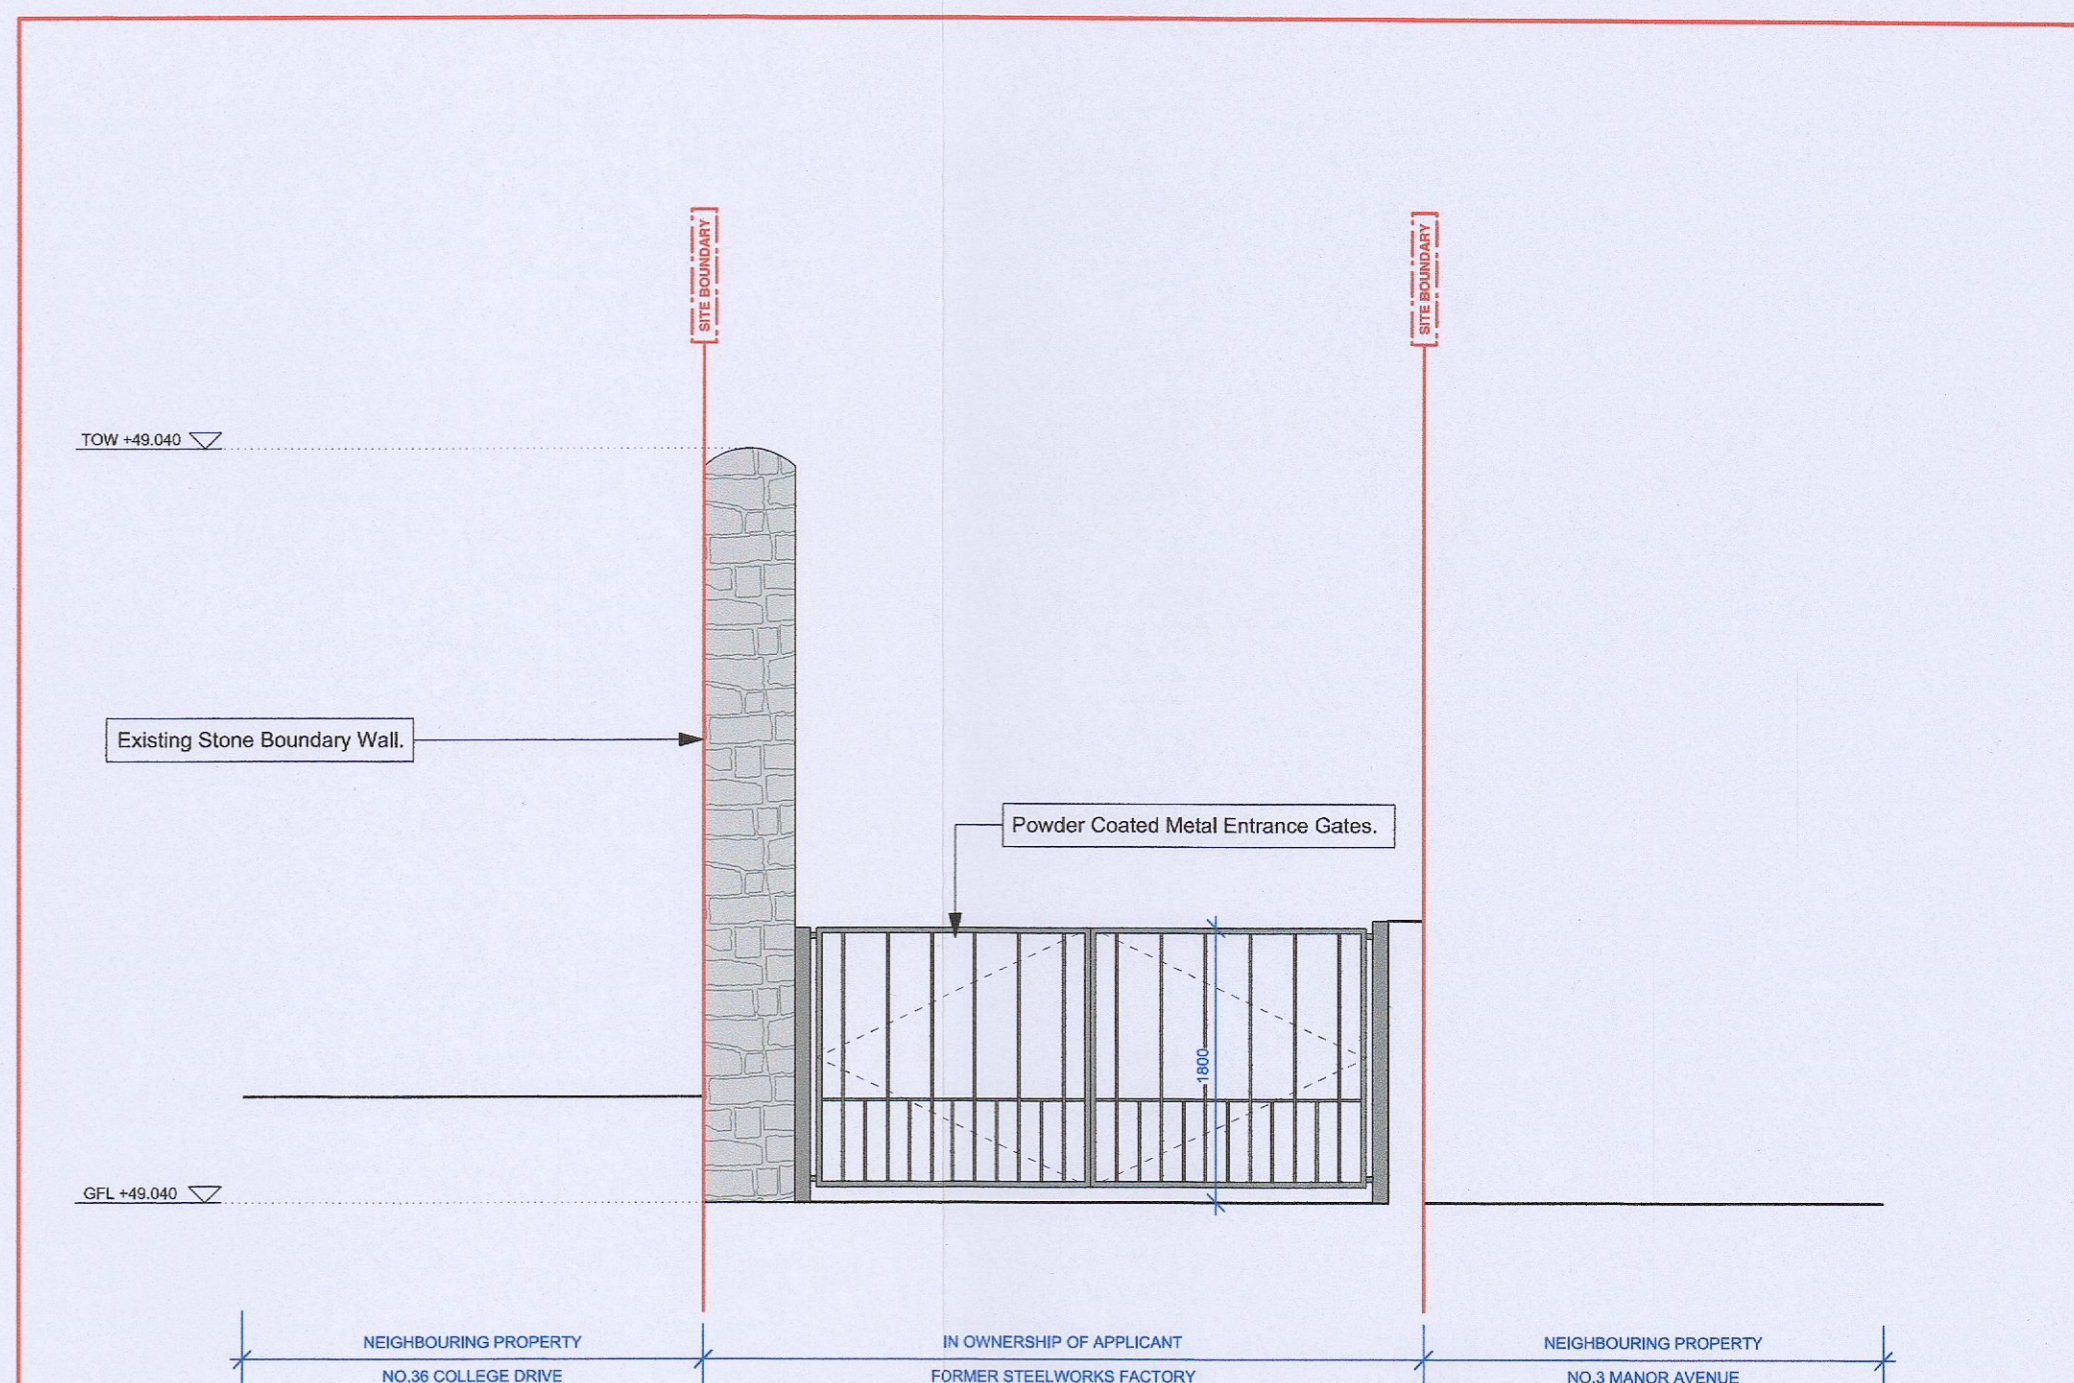 SITE BOUNDARY
SITE BOUNDARY
TOW +49.040
Existing Stone Boundary Wall.
Powder Coated Metal Entrance Gates.
1800
GFL +49.040
NEIGHBOURING PROPERTY
IN OWNERSHIP OF APPLICANT
NEIGHBOURING PROPERTY
NO.36 COLLEGE DRIVE
FORMER STEELWORKS FACTORY
NO.3 MANOR AVENUE